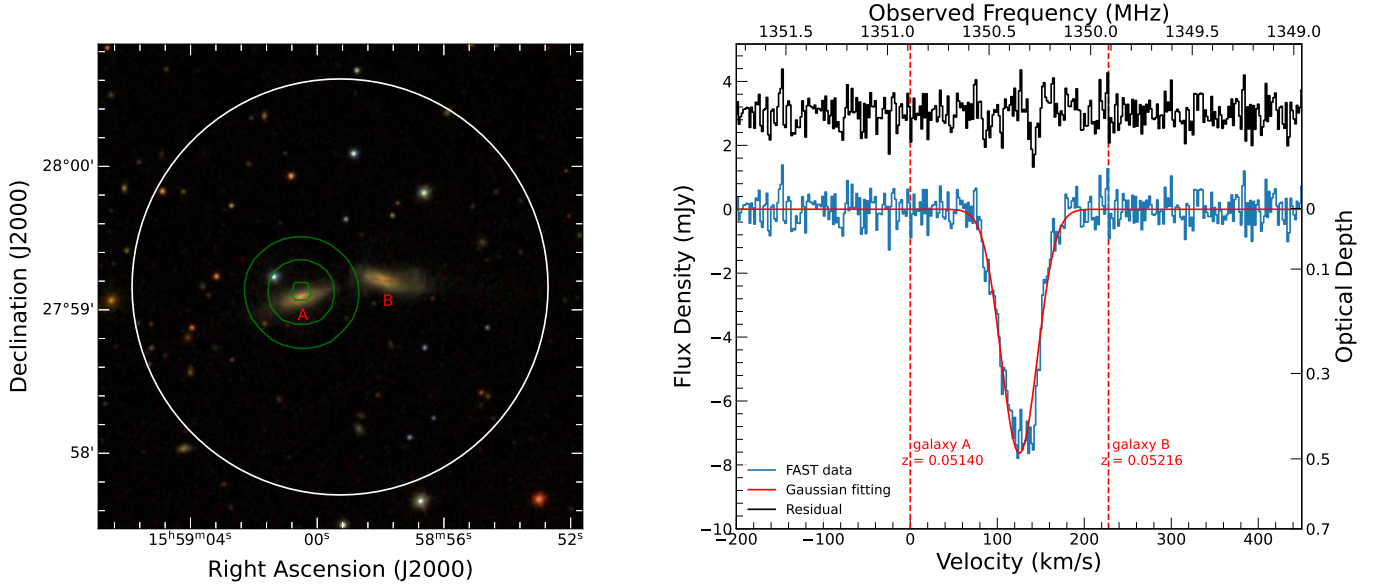 Declination (J2000)
28°00'
27°59'
58'
A
B
15ʰ59ᵐ04ˢ 00ˢ 58ᵐ56ˢ 52ˢ
Right Ascension (J2000)
Observed Frequency (MHz)
1351.5 1351.0 1350.5 1350.0 1349.5 1349.0
Flux Density (mJy)
4
2
0
−2
−4
−6
−8
−10
0
0.1
0.3
0.5
0.7
Optical Depth
galaxy A
z = 0.05140
galaxy B
z = 0.05216
FAST data
Gaussian fitting
Residual
−200 −100 0 100 200 300 400
Velocity (km/s)